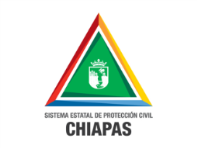 SISTEMA ESTATAL DE PROTECCIÓN CIVIL
CHIAPAS